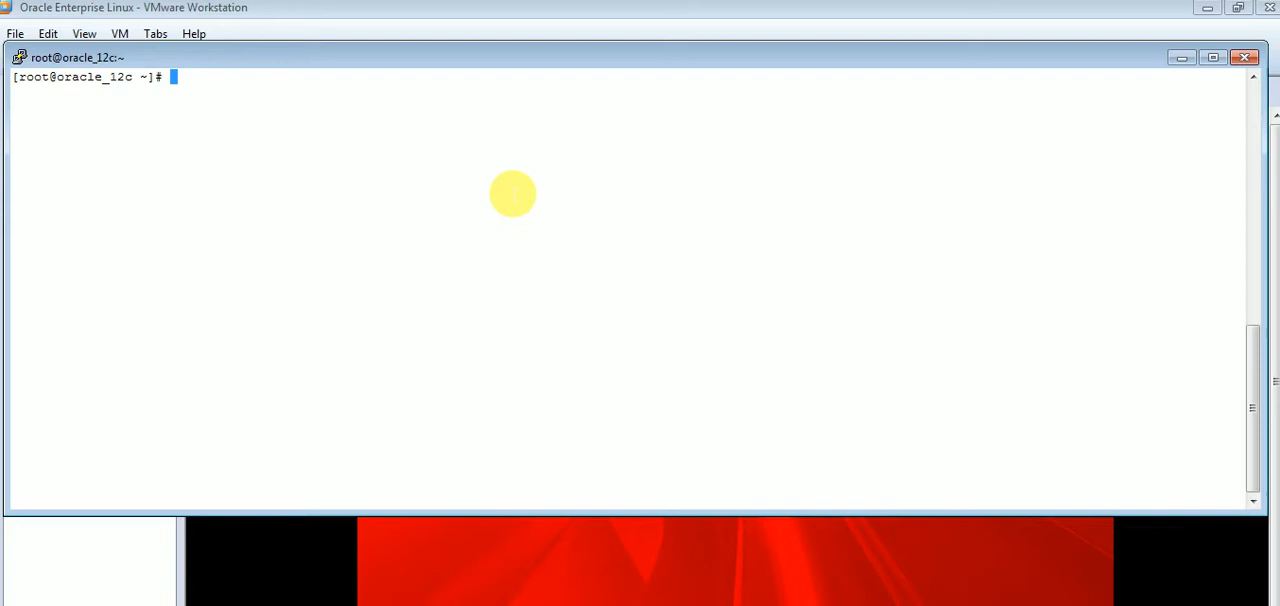 Oracle Enterprise Linux - VMware Workstation
File Edit View VM Tabs Help
root@oracle_12c:~
[root@oracle_12c ~]#